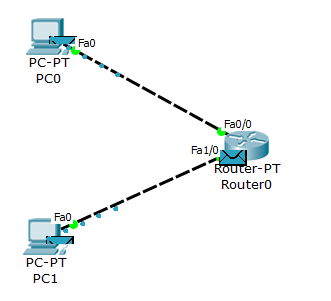 Fa0
PC-PT
PC0
Fa0/0
Fa1/0
Router-PT
Router0
Fa0
PC-PT
PC1